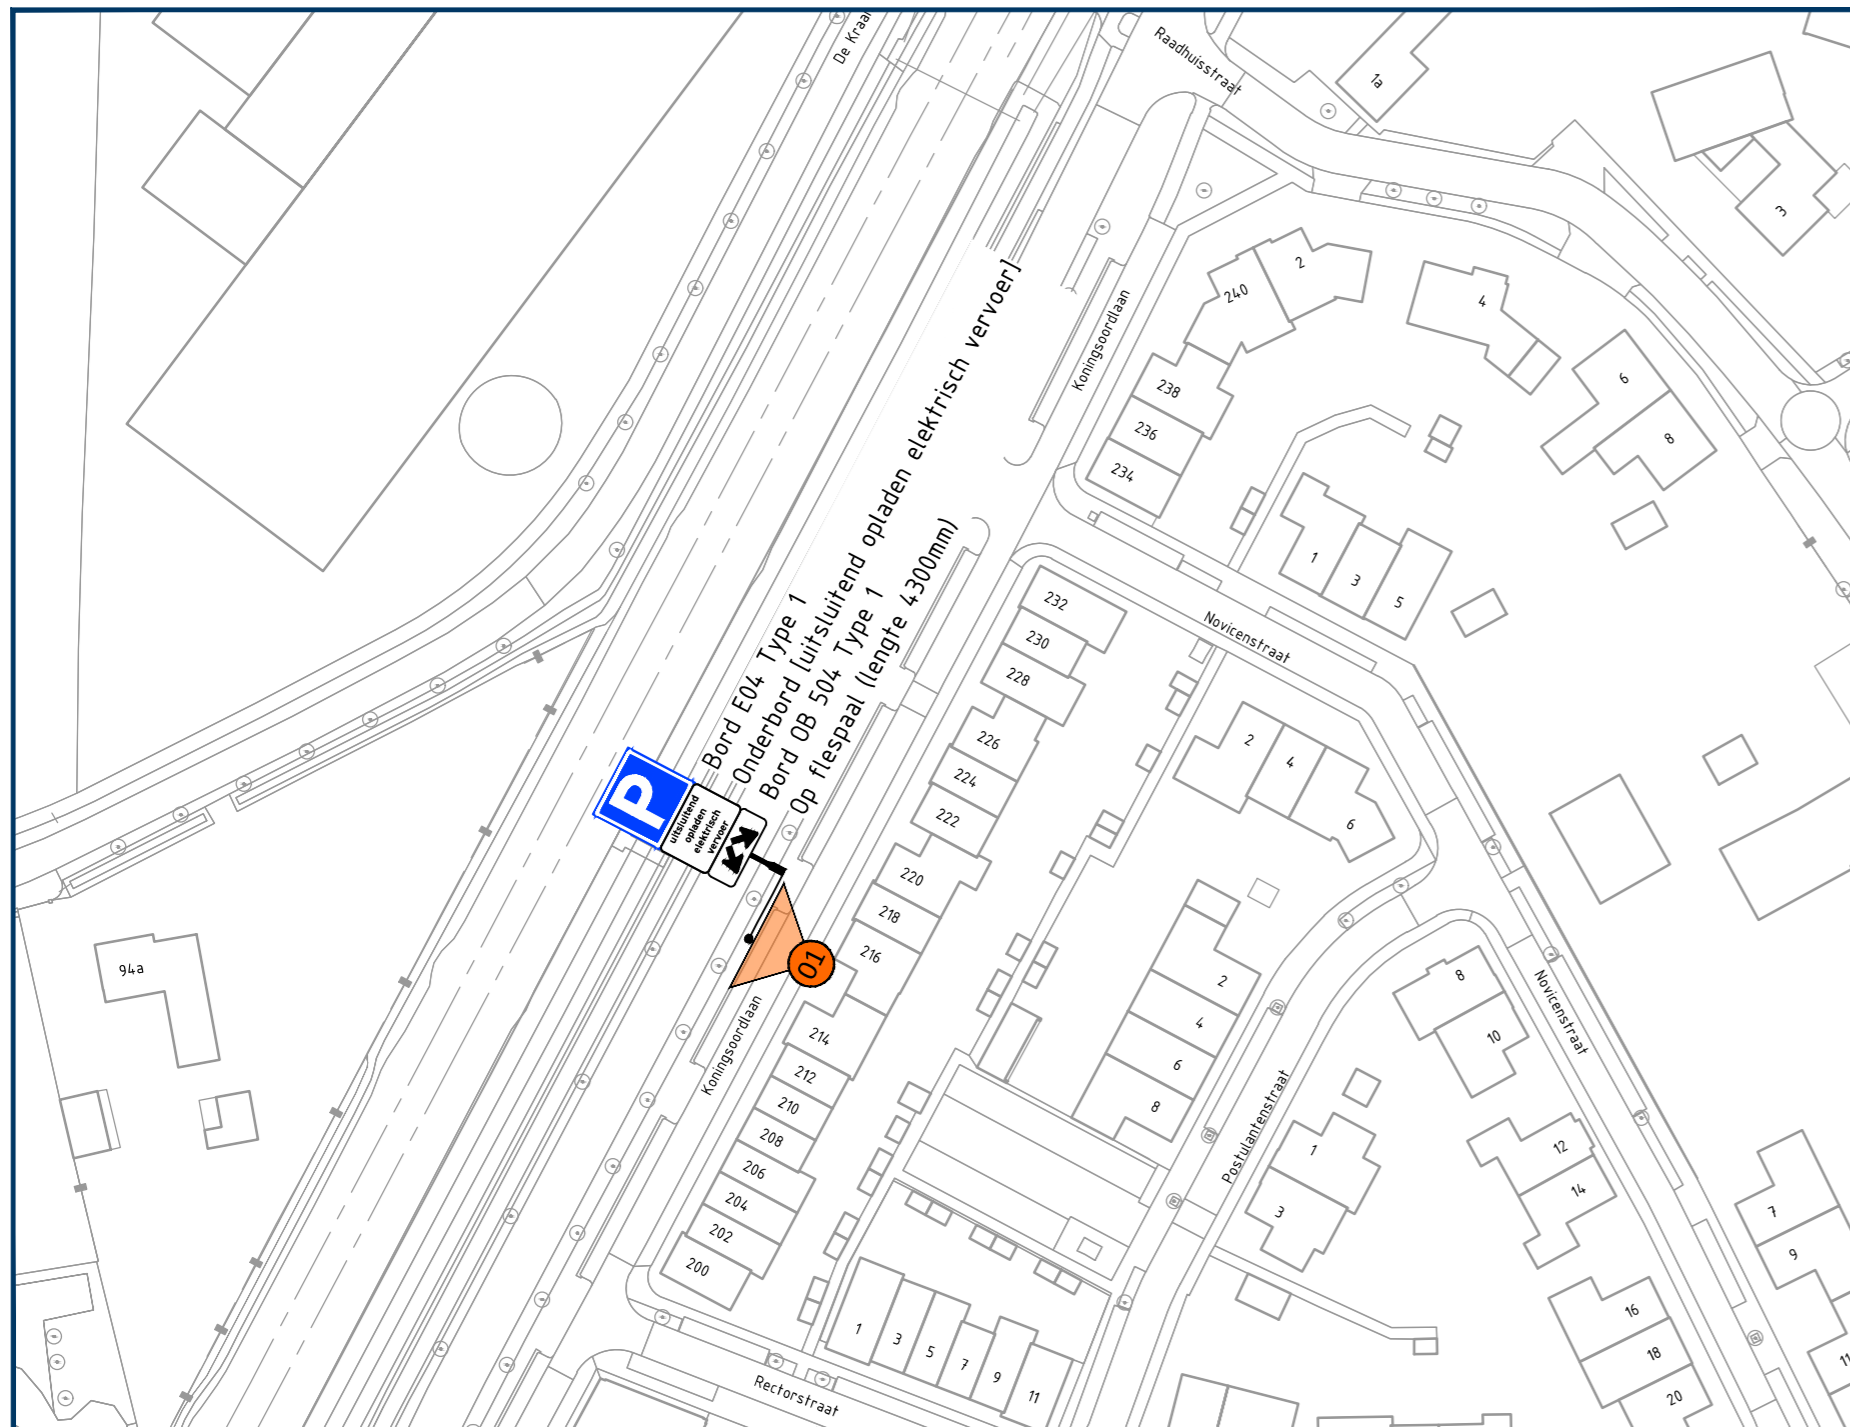 De Kraan
Raadhuisstraat
1a
3
2
240
4
Koningsoordlaan
238
236
234
6
8
1
3
5
Bord E04 Type 1
Onderbord [uitsluitend opladen elektrisch vervoer]
Bord OB 504 Type 1
Op flespaal (lengte 4300mm)
P
uitsluitend
opladen
elektrisch
vervoer
01
232
230
228
226
224
222
220
218
216
214
212
210
208
206
204
202
200
Novicenstraat
2
4
6
94a
Koningsoordlaan
2
4
6
8
8
10
Novicenstraat
12
14
Postulantenstraat
1
3
7
9
11
16
18
20
1
3
5
7
9
11
Rectorstraat